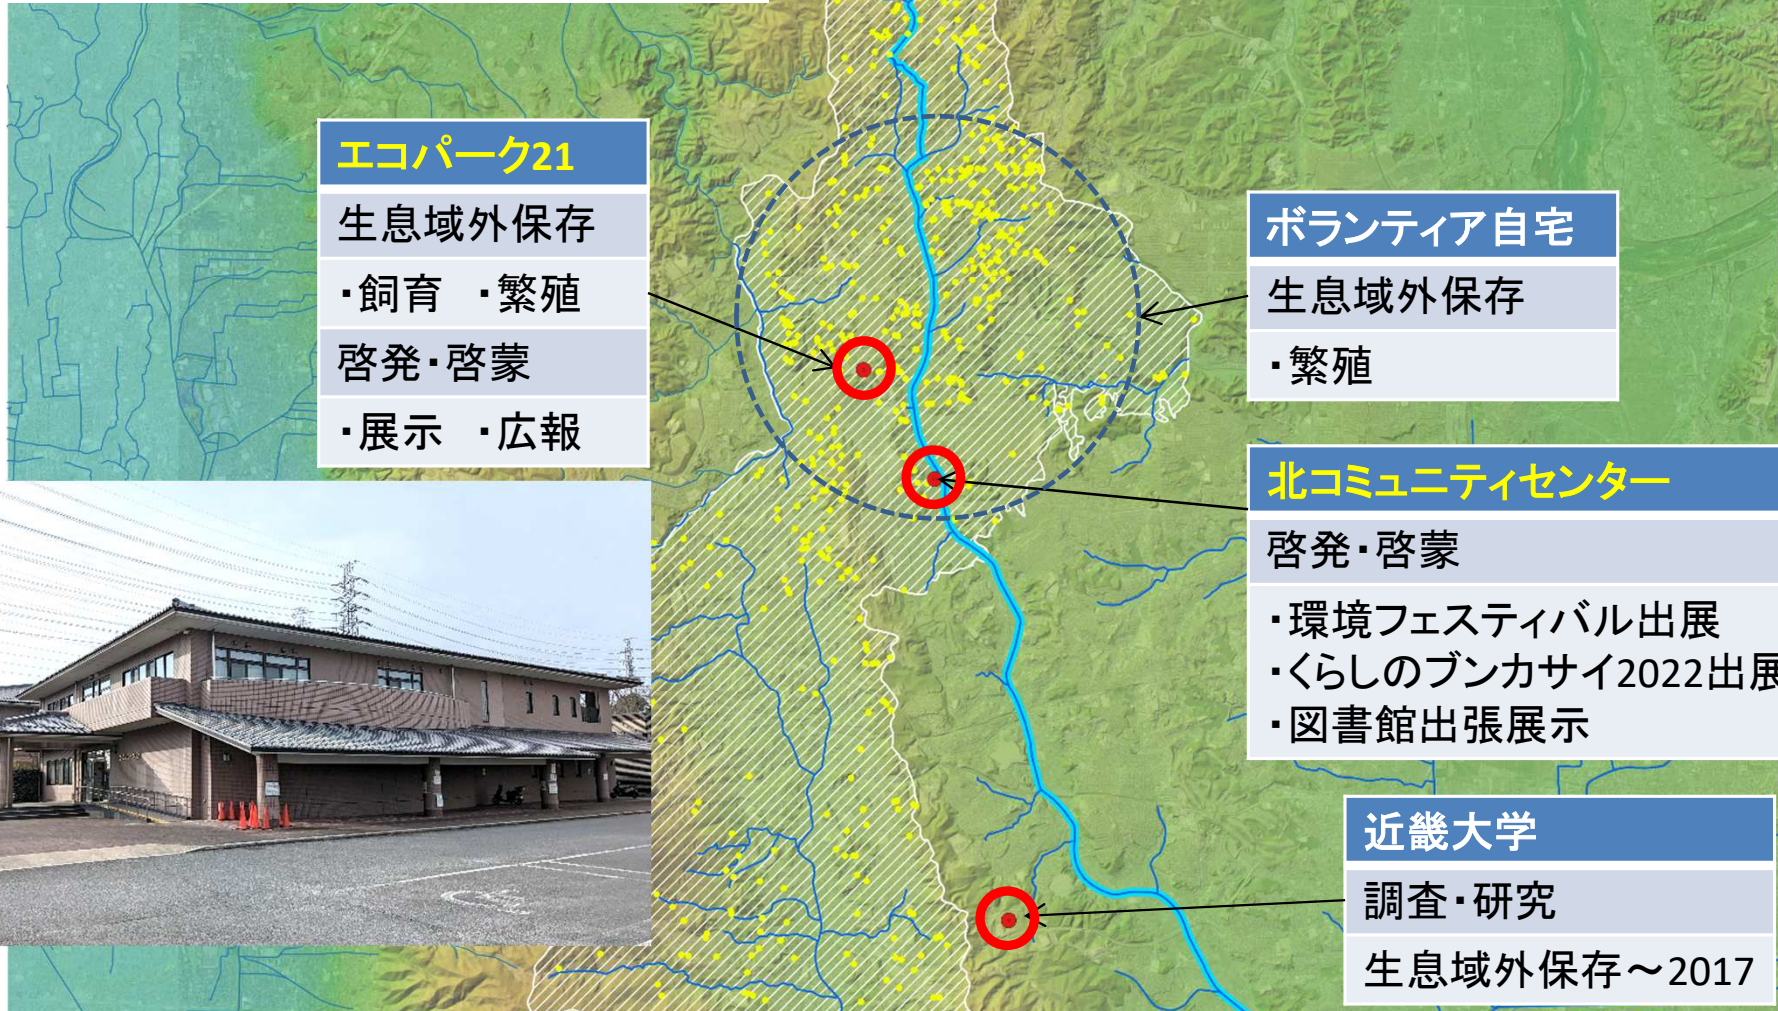 エコパーク21
生息域外保存
・飼育　・繁殖
啓発・啓蒙
・展示　・広報
ボランティア自宅
生息域外保存
・繁殖
北コミュニティセンター
啓発・啓蒙
・環境フェスティバル出展
・くらしのブンカサイ2022出展
・図書館出張展示
近畿大学
調査・研究
生息域外保存～2017